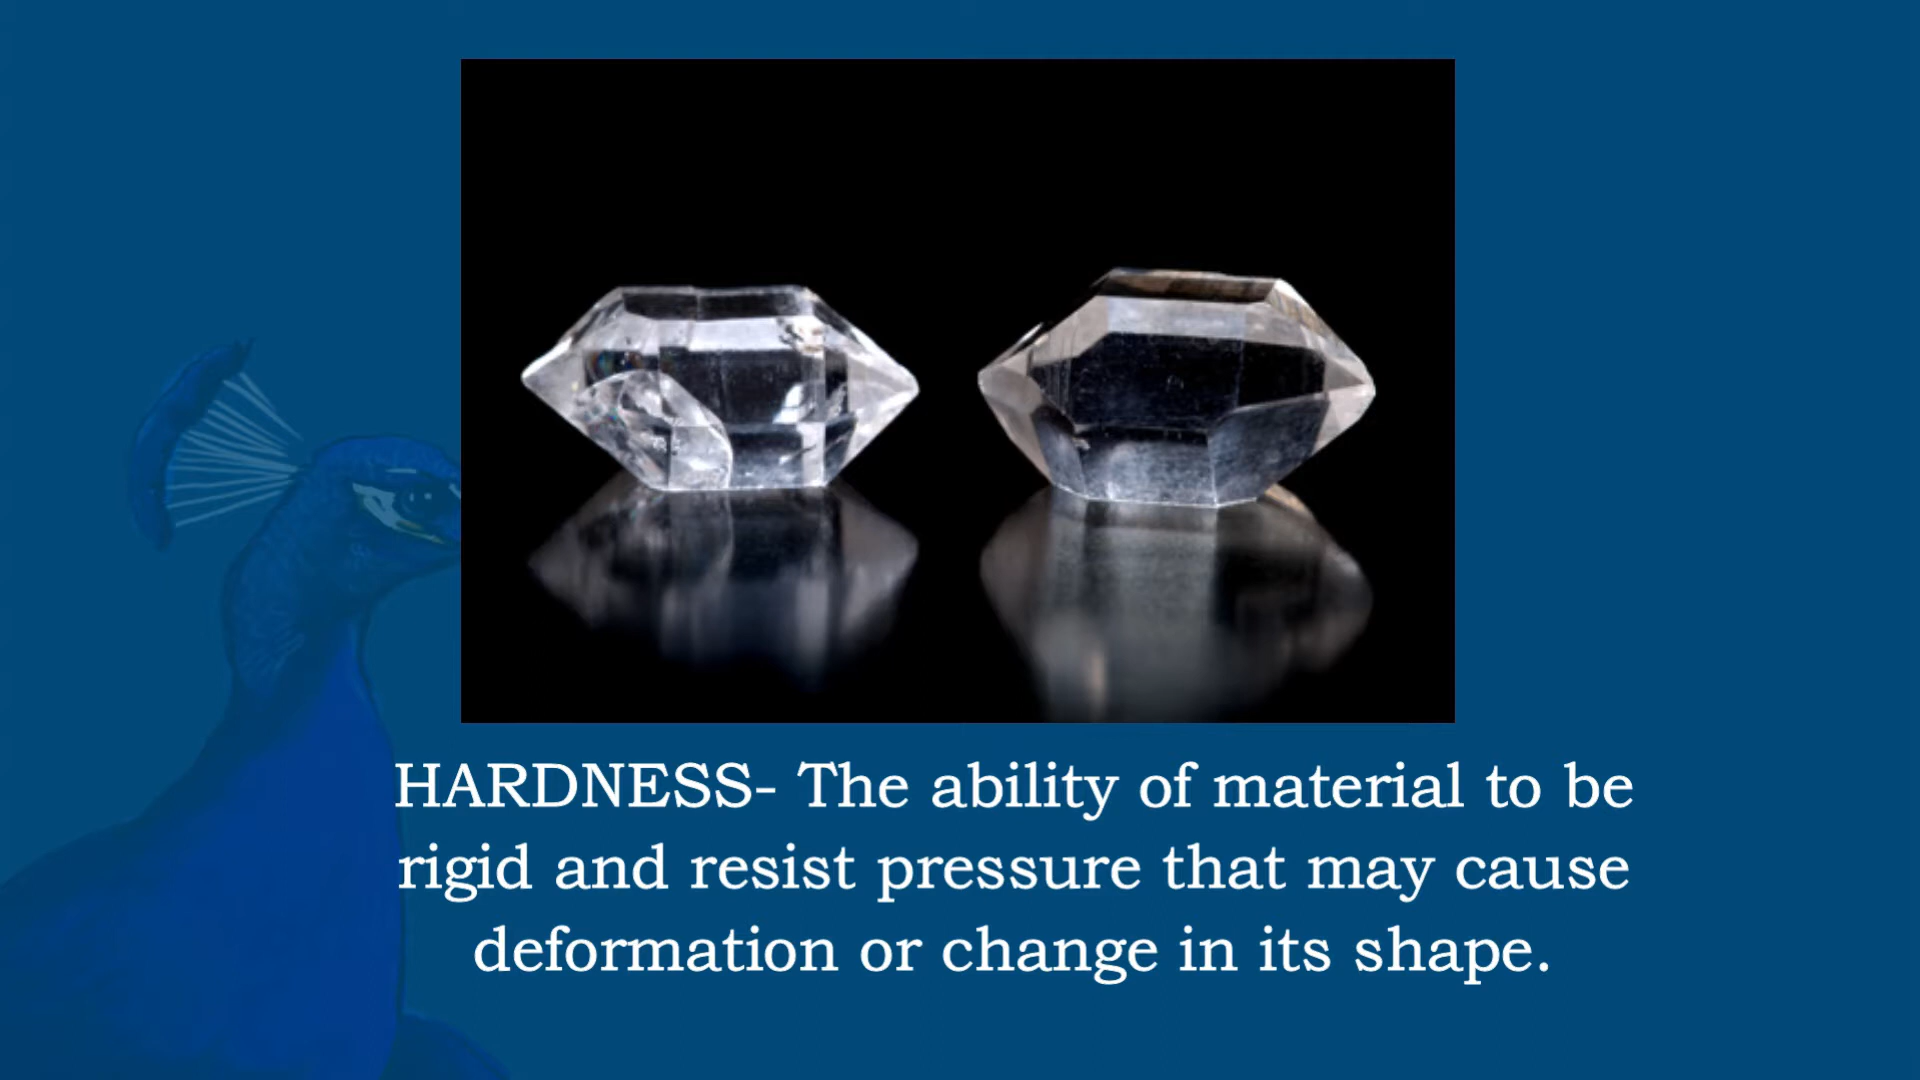 HARDNESS- The ability of material to be
rigid and resist pressure that may cause
deformation or change in its shape.